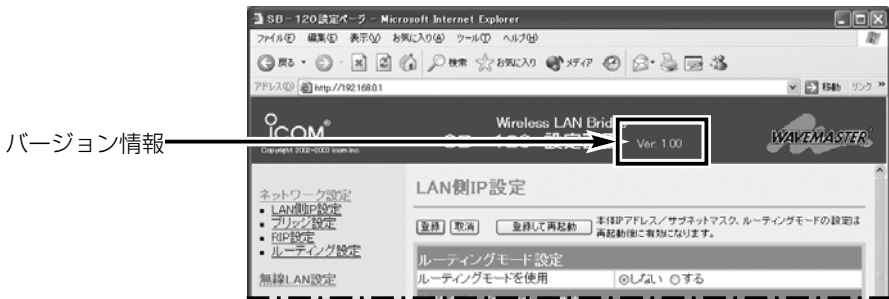 SB-120設定ページ - Microsoft Internet Explorer
ファイル(F) 編集(E) 表示(V) お気に入り(A) ツール(T) ヘルプ(H)
戻る 検索 お気に入り メディア
アドレス(D) http://192.168.0.1 移動 リンク »
バージョン情報
ICOM®
Copyright 2002-2003 Icom Inc.
Wireless LAN Bridge
SB-120 設定
Ver. 1.00
WAVEMASTER
ネットワーク設定
LAN側IP設定
ブリッジ設定
RIP設定
ルーティング設定
無線LAN設定
LAN側IP設定
登録 取消 登録して再起動 本体IPアドレス/サブネットマスク、ルーティングモードの設定は
再起動後に有効になります。
ルーティングモード設定
ルーティングモードを使用 しない する